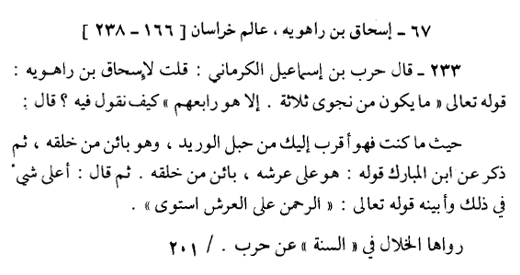 ٦٧ ـ إسحاق بن راهويه ، عالم خراسان [ ١٦٦ - ٢٣٨ ]
٢٣٣ ـ قال حرب بن إسماعيل الكرماني : قلت لإسحاق بن راهويه :
قوله تعالى « ما يكون من نجوى ثلاثة . إلا هو رابعهم » كيف نقول فيه ؟ قال :
حيث ما كنت فهو أقرب إليك من حبل الوريد ، وهو بائن من خلقه ، ثم
ذكر عن ابن المبارك قوله : هو على عرشه ، بائن من خلقه . ثم قال : أعلى شيء
في ذلك وأبينه قوله تعالى : « الرحمن على العرش استوى » .
رواها الخلال في « السنة » عن حرب . / ٢٠١